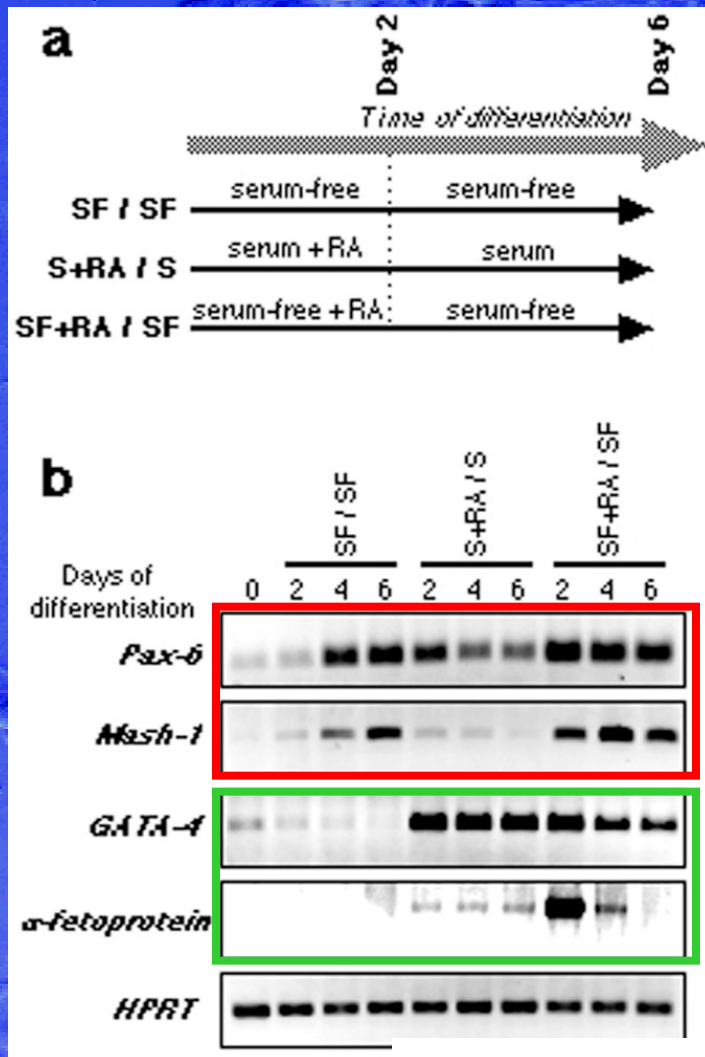 a
Day 2
Day 6
Time of differentiation
serum-free serum-free
SF / SF
serum + RA serum
S+RA / S
serum-free + RA serum-free
SF+RA / SF
b
SF / SF
S+RA / S
SF+RA / SF
Days of
differentiation
0 2 4 6 2 4 6 2 4 6
Pax-6
Mash-1
GATA-4
α-fetoprotein
HPRT